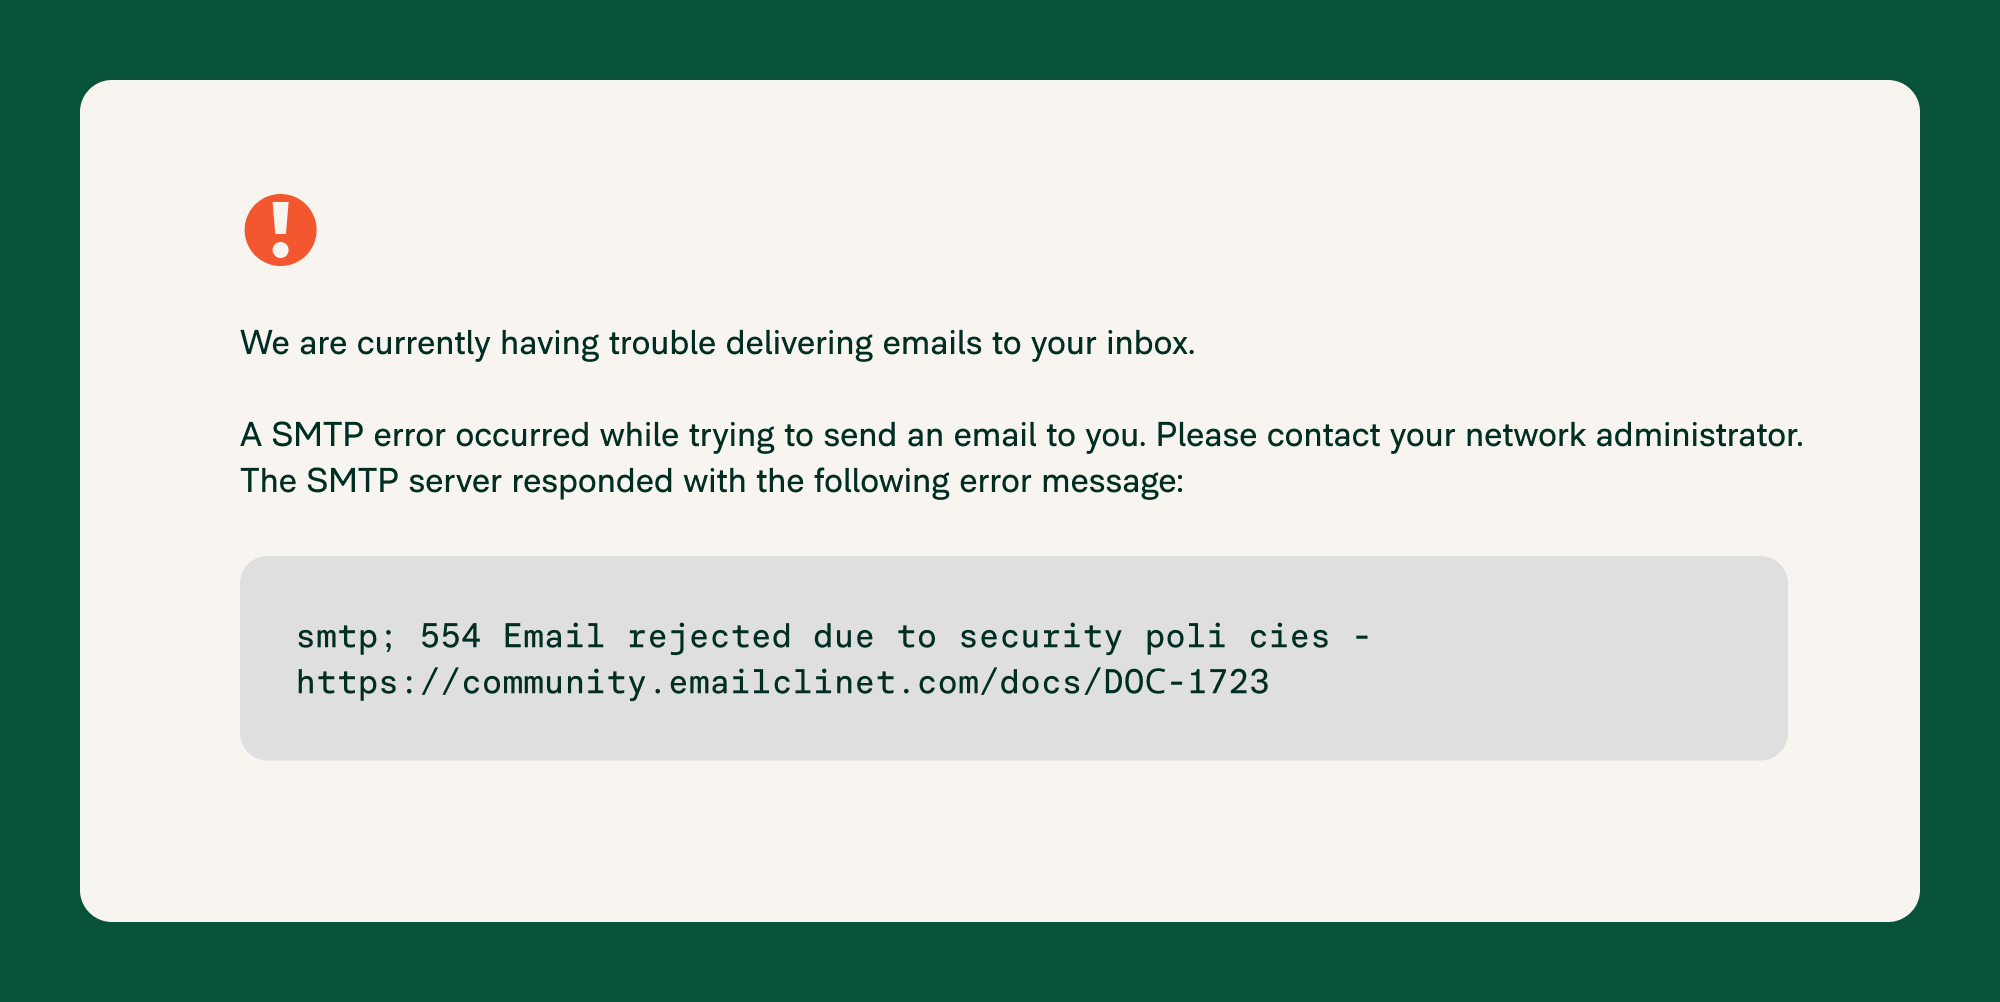 We are currently having trouble delivering emails to your inbox.
A SMTP error occurred while trying to send an email to you. Please contact your network administrator.
The SMTP server responded with the following error message:
smtp; 554 Email rejected due to security poli cies -
https://community.emailclinet.com/docs/DOC-1723